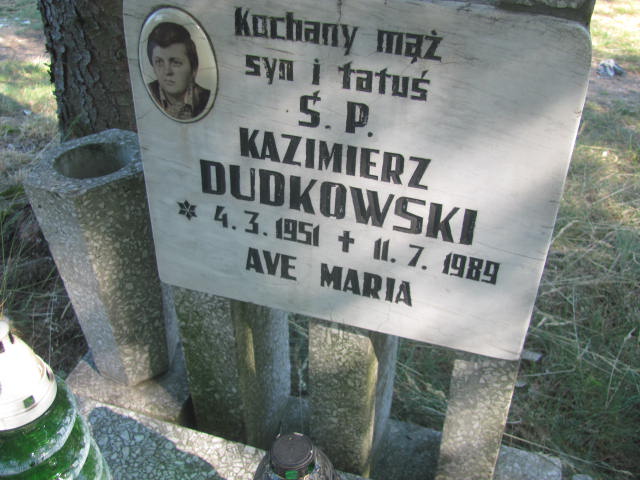 Kochany mąż
syn i tatuś
Ś. P.
KAZIMIERZ
DUDKOWSKI
* 4. 3. 1951 ✝ 11. 7. 1989
AVE MARIA